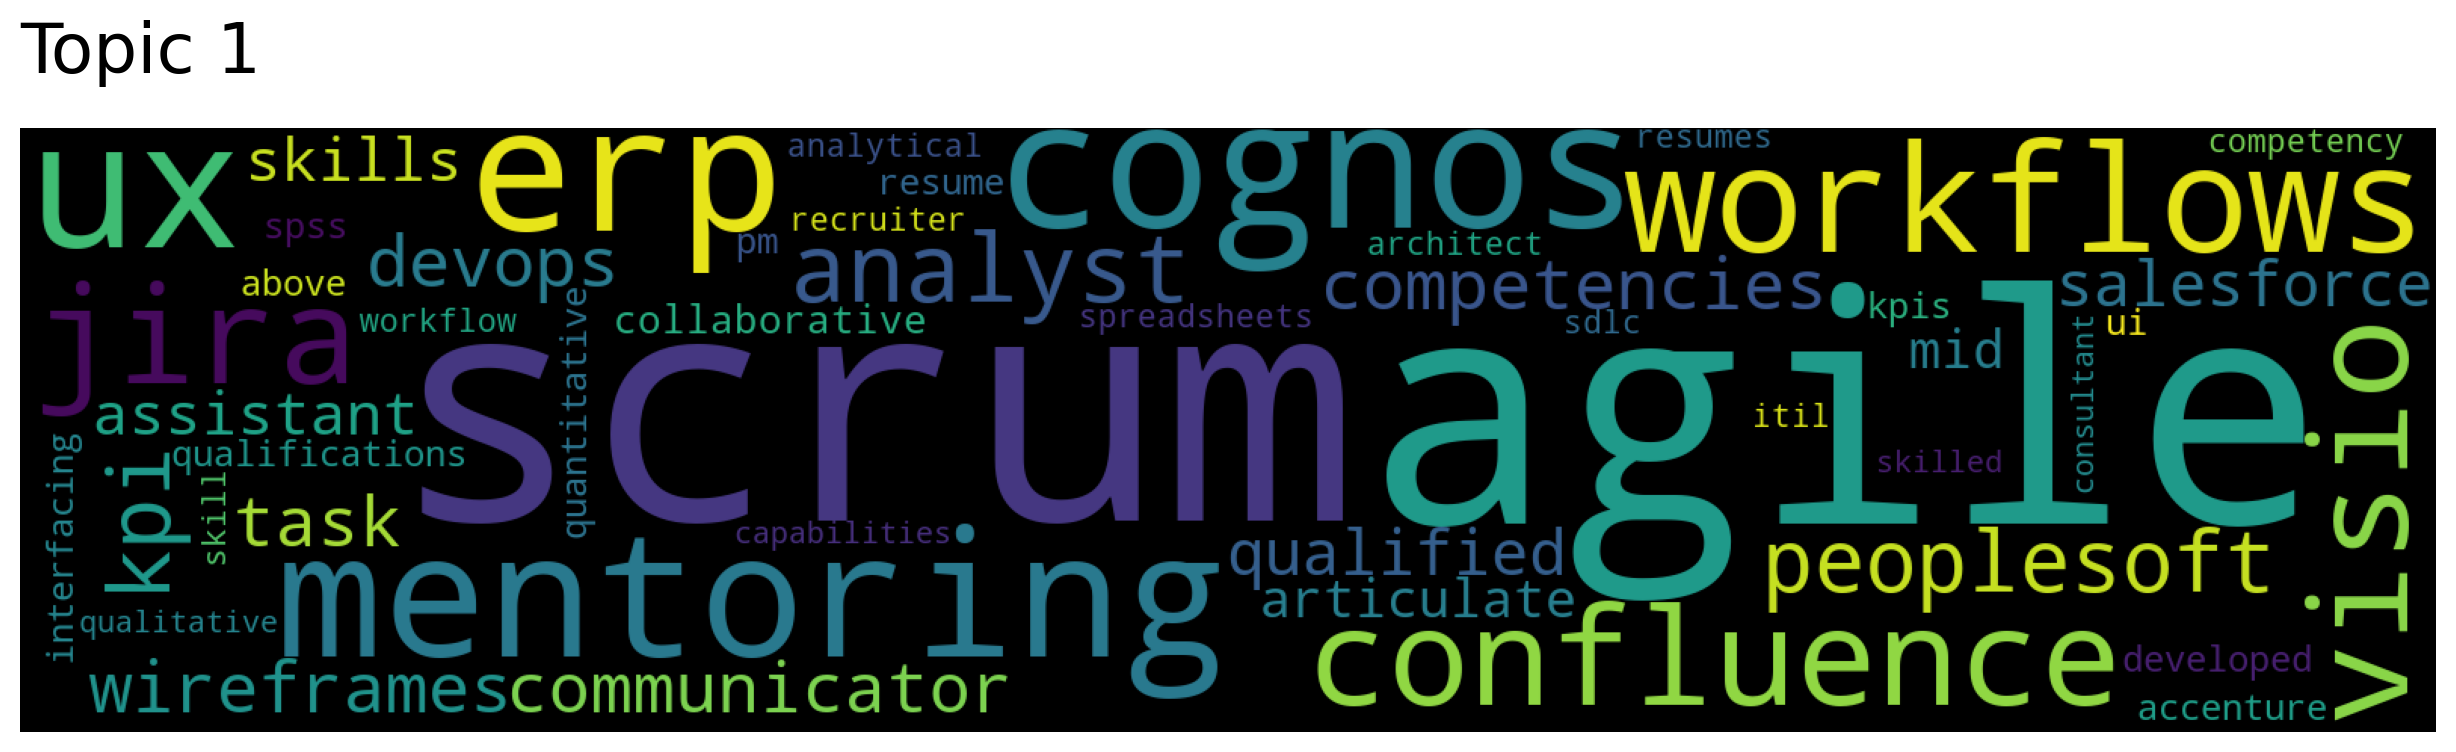 Topic 1
ux
skills
erp
analytical
resume
cognos
resumes
workflows
competency
spss
devops
pm
recruiter
analyst
architect
competencies
salesforce
above
jira
workflow
quantitative
collaborative
spreadsheets
sdlc
kpis
mid
consultant
ui
visio
scrum
agile
assistant
qualifications
itil
skilled
interfacing
kpi
skill
task
capabilities
mentoring
qualified
peoplesoft
articulate
qualitative
confluence
developed
wireframes
communicator
accenture